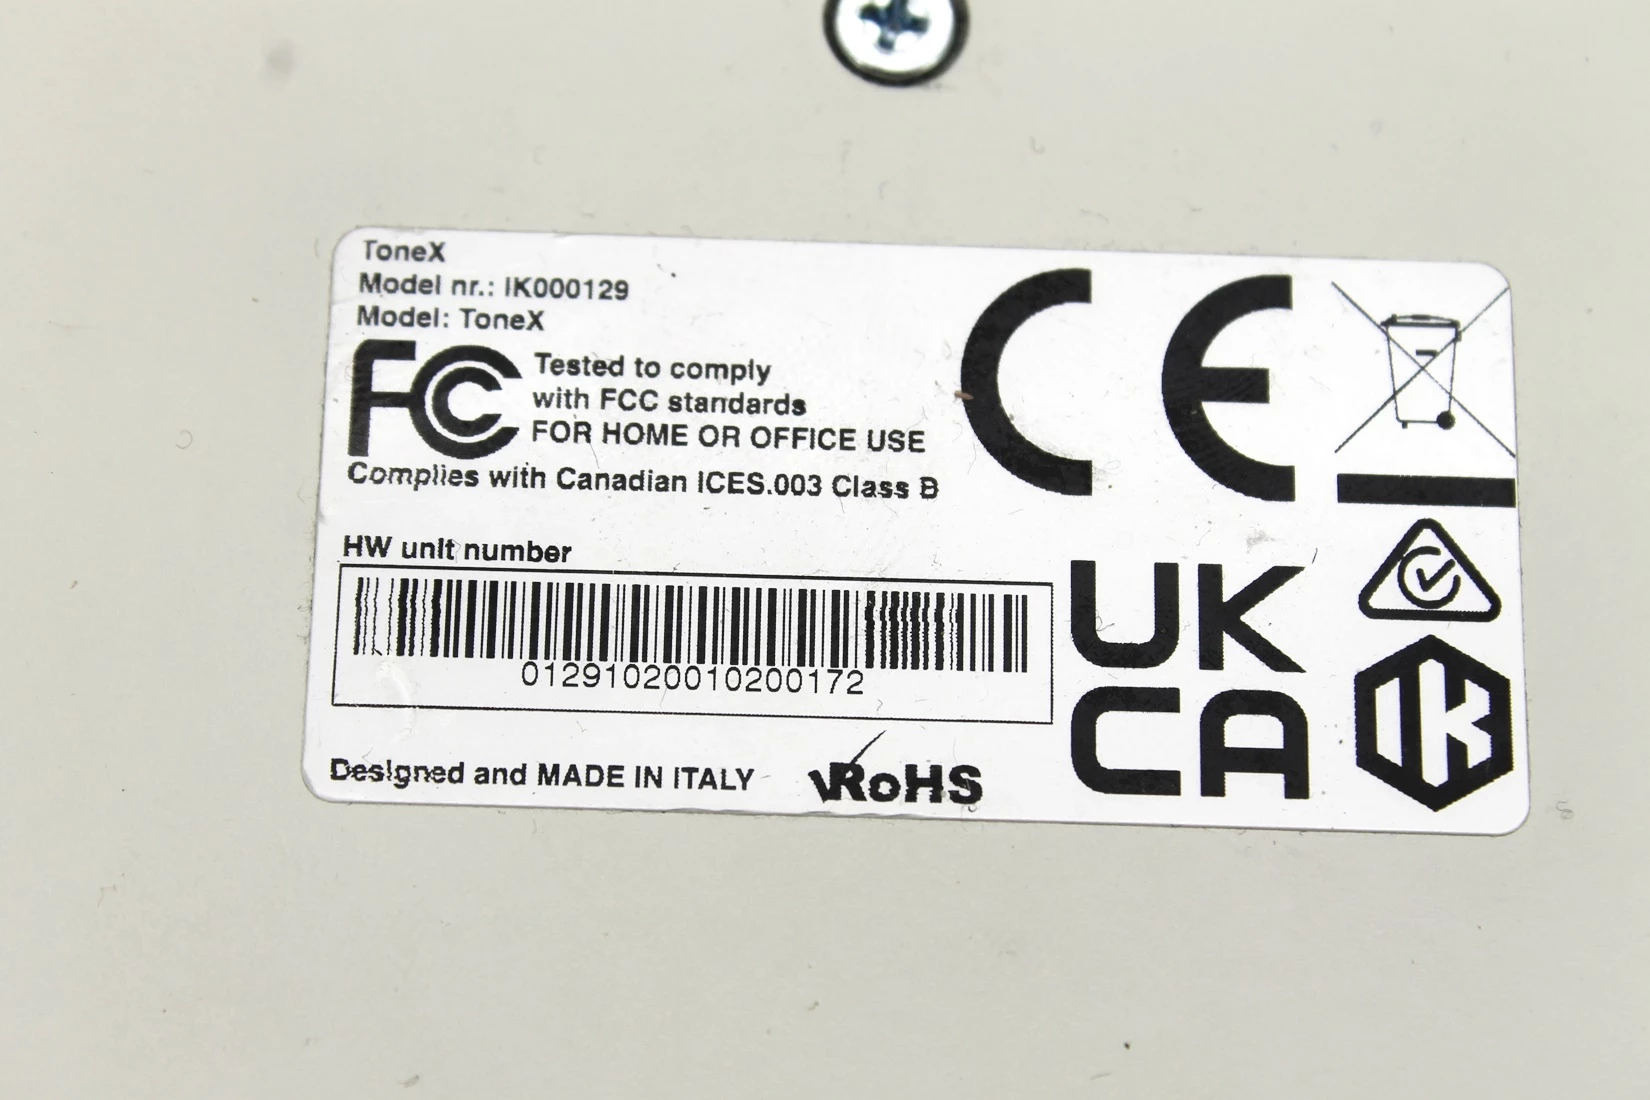 ToneX
Model nr.: IK000129
Model: ToneX
FC Tested to comply
with FCC standards
FOR HOME OR OFFICE USE
Complies with Canadian ICES.003 Class B
CE
HW unit number
01291020010200172
UK
CA
IK
Designed and MADE IN ITALY
RoHS